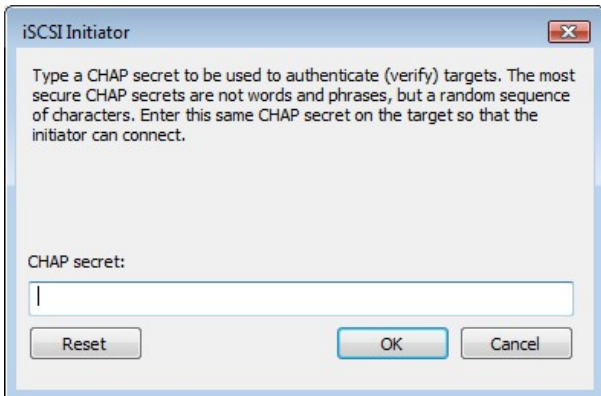 iSCSI Initiator
Type a CHAP secret to be used to authenticate (verify) targets. The most
secure CHAP secrets are not words and phrases, but a random sequence
of characters. Enter this same CHAP secret on the target so that the
initiator can connect.
CHAP secret:
Reset OK Cancel